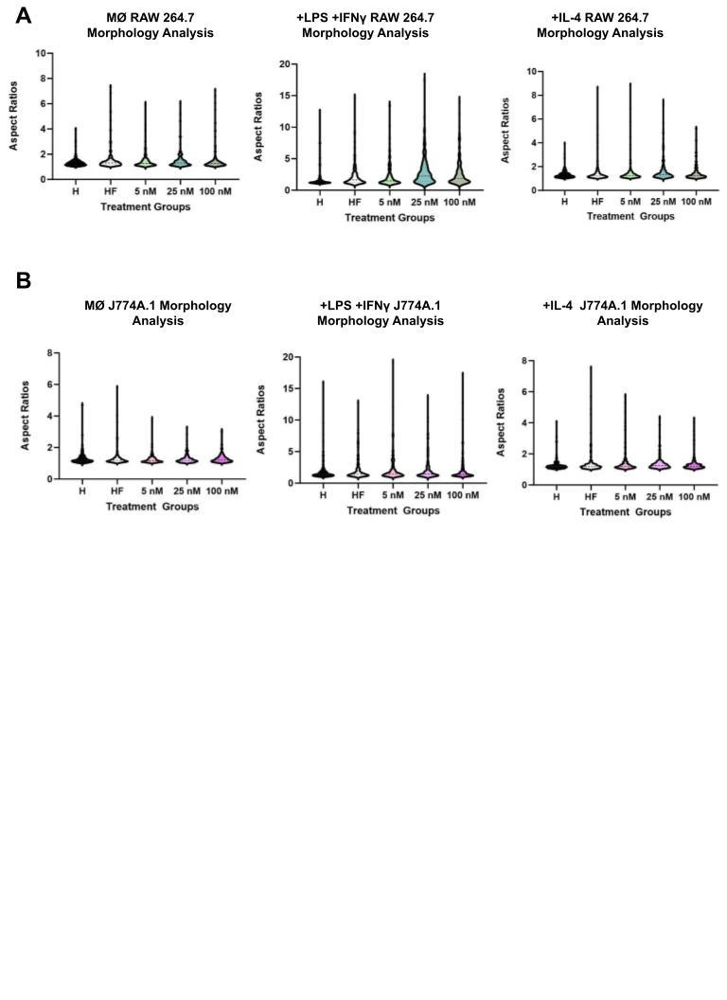 A
MØ RAW 264.7
Morphology Analysis
+LPS +IFNγ RAW 264.7
Morphology Analysis
+IL-4 RAW 264.7
Morphology Analysis
Aspect Ratios
10
8
6
4
2
0
H HF 5 nM 25 nM 100 nM
Treatment Groups
Aspect Ratios
20
15
10
5
0
H HF 5 nM 25 nM 100 nM
Treatment Groups
Aspect Ratios
10
8
6
4
2
0
H HF 5 nM 25 nM 100 nM
Treatment Groups
B
MØ J774A.1 Morphology
Analysis
+LPS +IFNγ J774A.1
Morphology Analysis
+IL-4 J774A.1 Morphology
Analysis
Aspect Ratios
8
6
4
2
0
H HF 5 nM 25 nM 100 nM
Treatment Groups
Aspect Ratios
20
15
10
5
0
H HF 5 nM 25 nM 100 nM
Treatment Groups
Aspect Ratios
8
6
4
2
0
H HF 5 nM 25 nM 100 nM
Treatment Groups